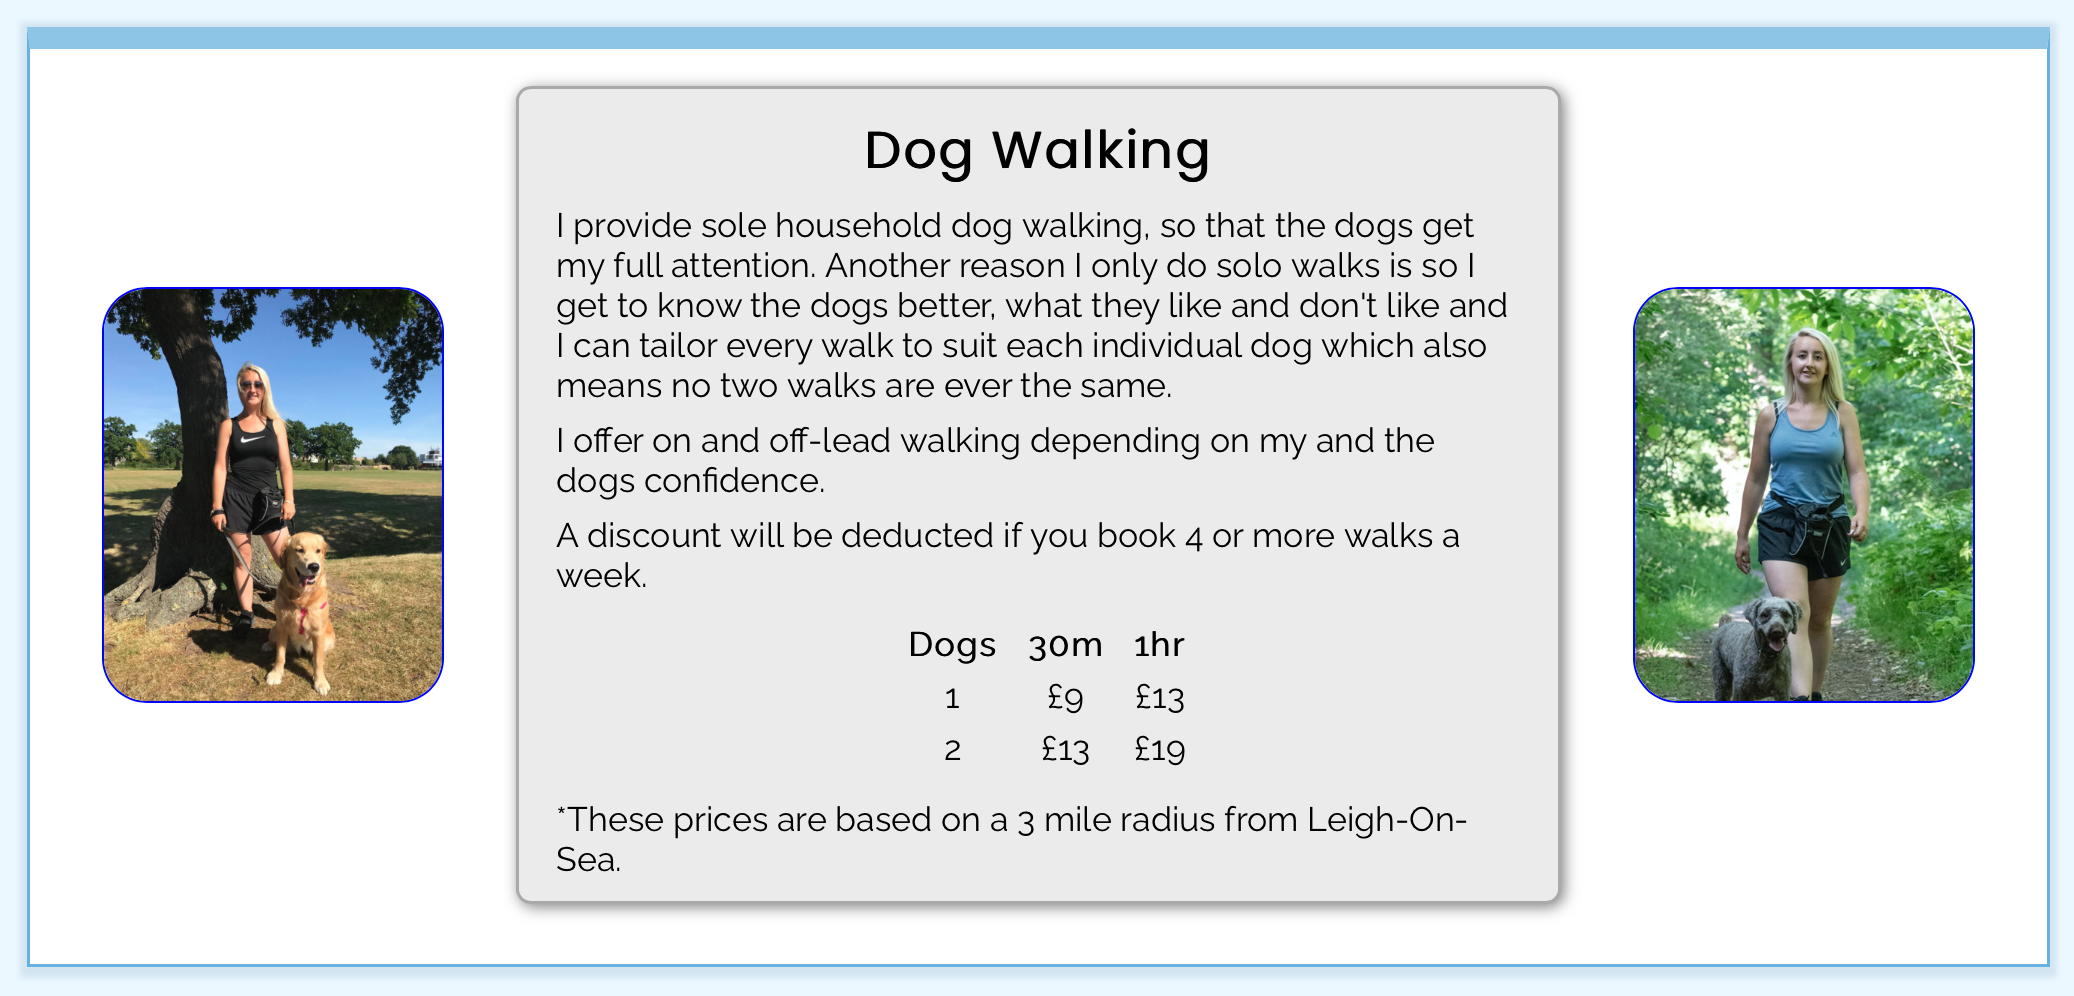 Dog Walking
I provide sole household dog walking, so that the dogs get
my full attention. Another reason I only do solo walks is so I
get to know the dogs better, what they like and don't like and
I can tailor every walk to suit each individual dog which also
means no two walks are ever the same.
I offer on and off-lead walking depending on my and the
dogs confidence.
A discount will be deducted if you book 4 or more walks a
week.
Dogs 30m 1hr
1 £9 £13
2 £13 £19
*These prices are based on a 3 mile radius from Leigh-On-
Sea.